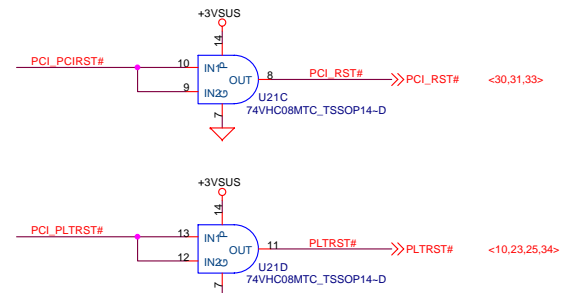 +3VSUS
14
PCI_PCIRST# 10 IN1 P
OUT 8 PCI_RST# PCI_RST# <30,31,33>
9 IN2 G
U21C
7 74VHC08MTC_TSSOP14~D
+3VSUS
14
PCI_PLTRST# 13 IN1 P
OUT 11 PLTRST# PLTRST# <10,23,25,34>
12 IN2 G
U21D
7 74VHC08MTC_TSSOP14~D